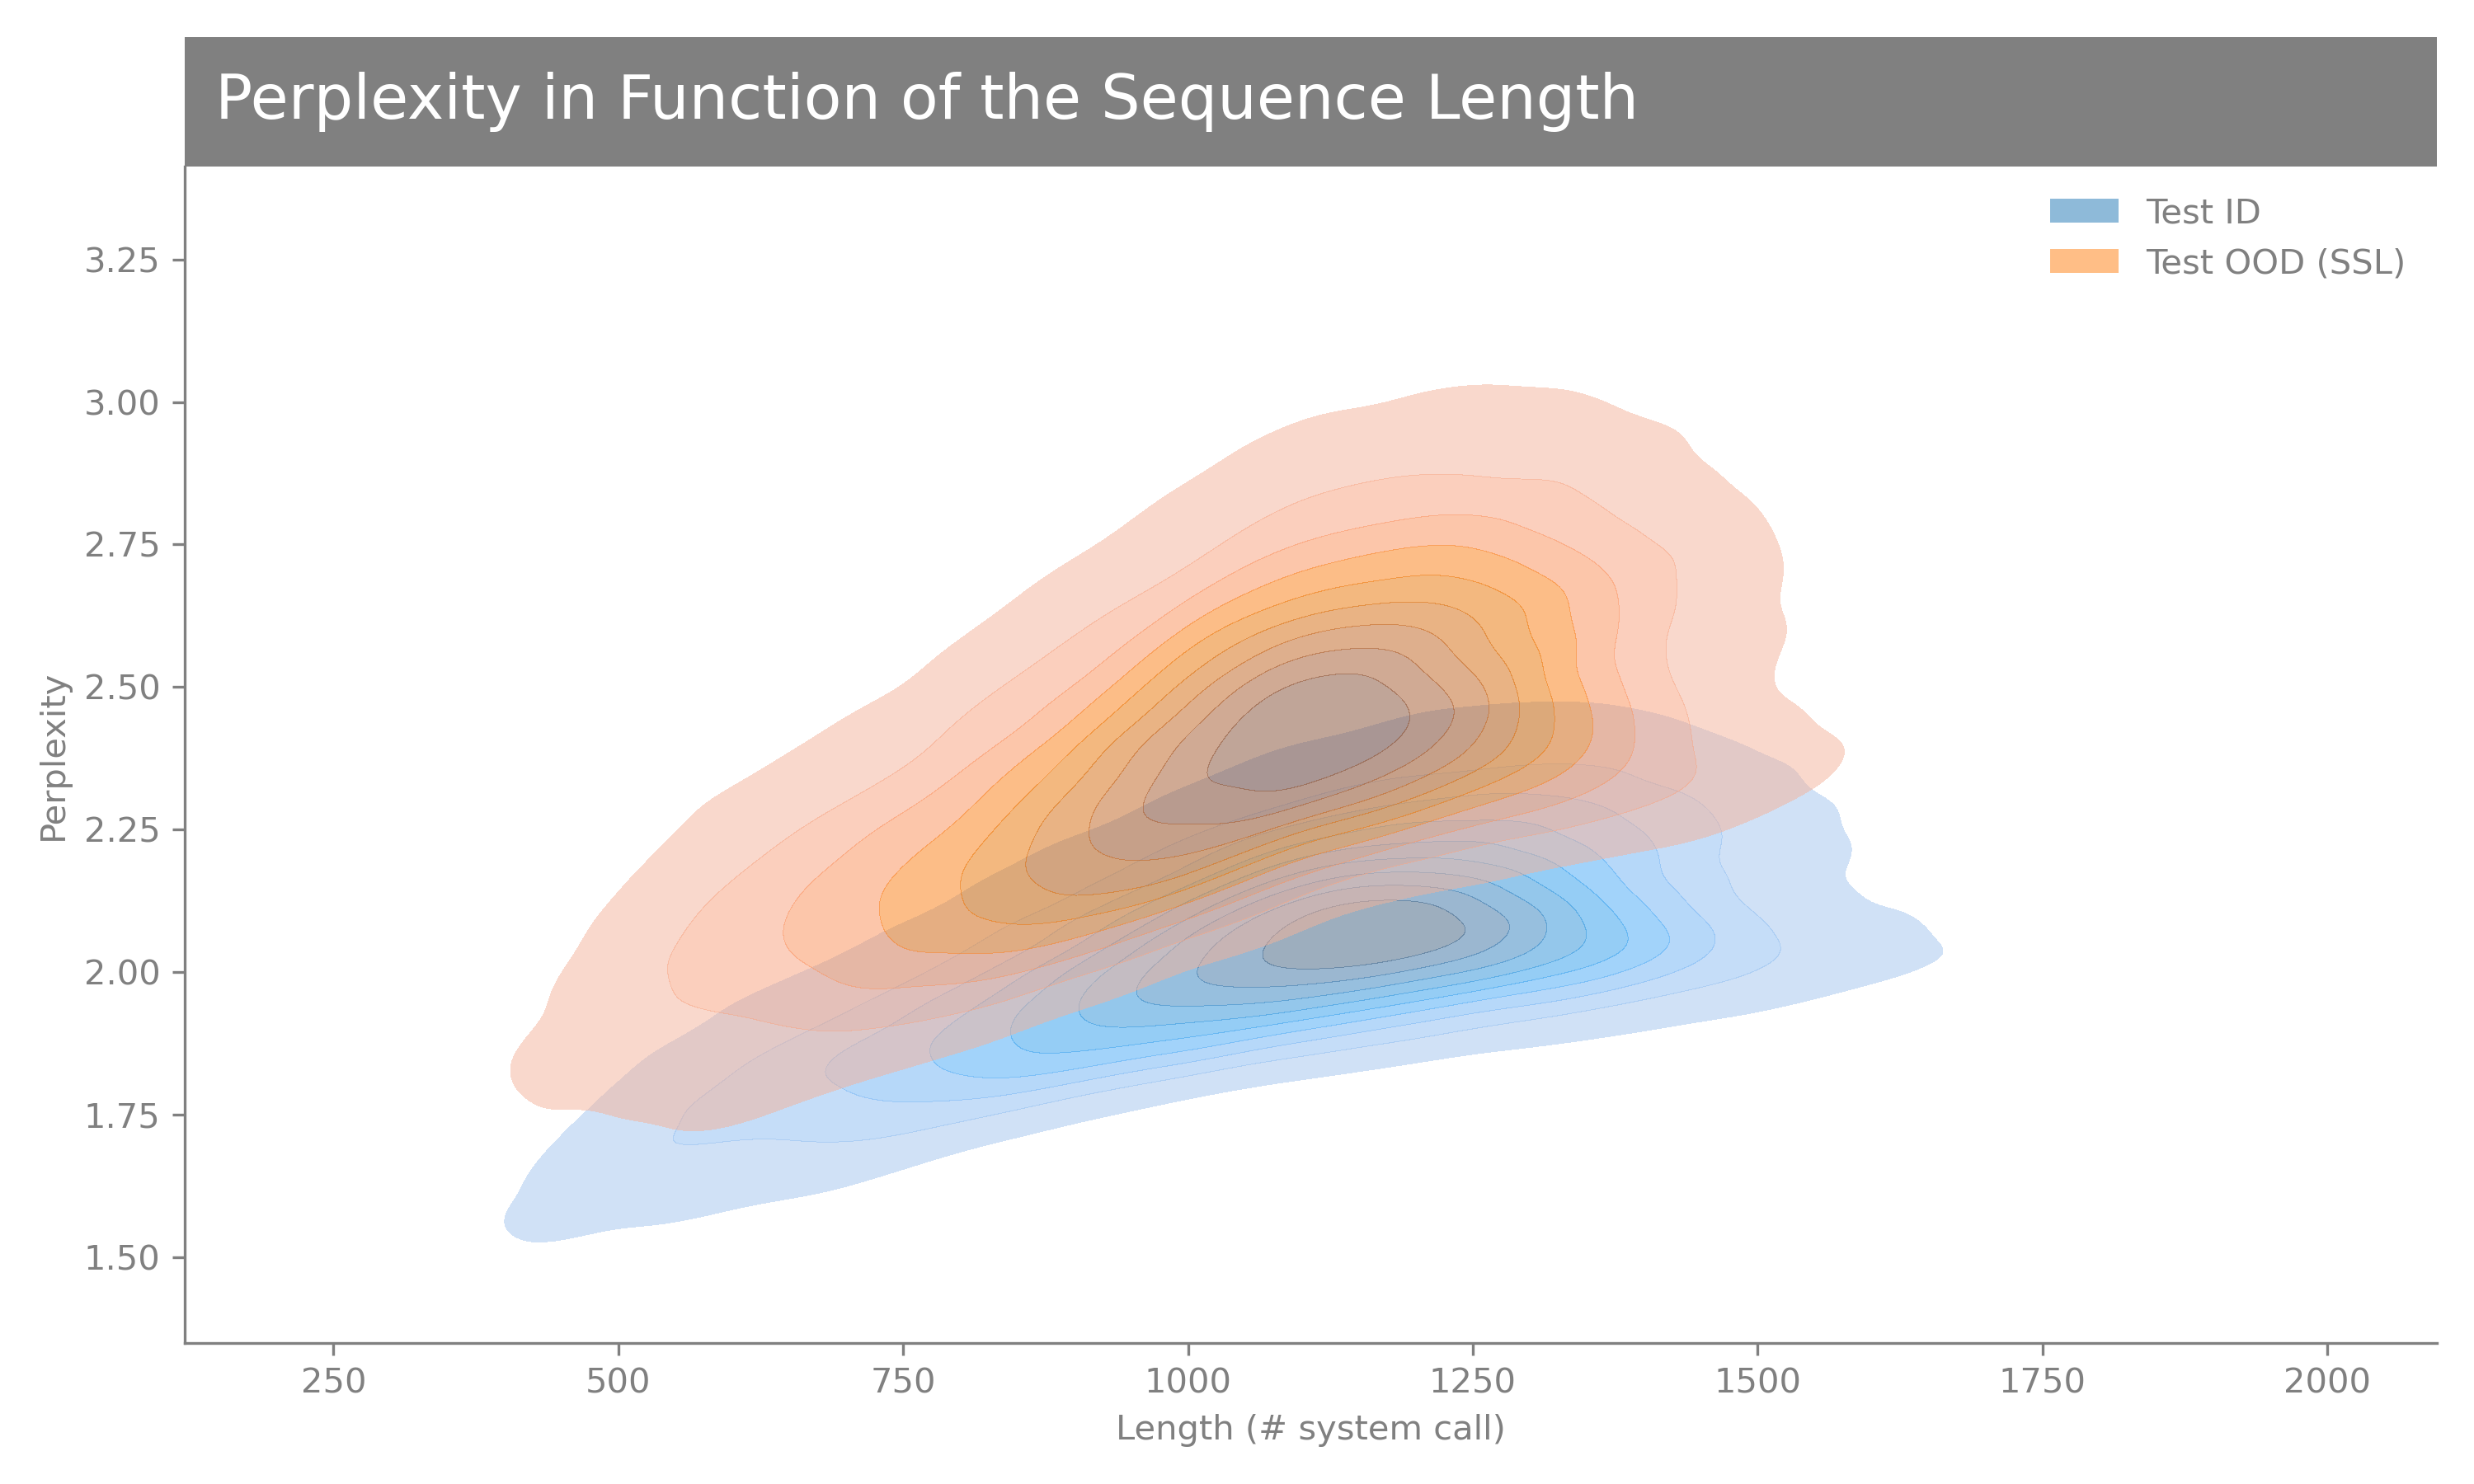 Perplexity in Function of the Sequence Length
Test ID
Test OOD (SSL)
3.25
3.00
2.75
2.50
2.25
2.00
1.75
1.50
Perplexity
250 500 750 1000 1250 1500 1750 2000
Length (# system call)